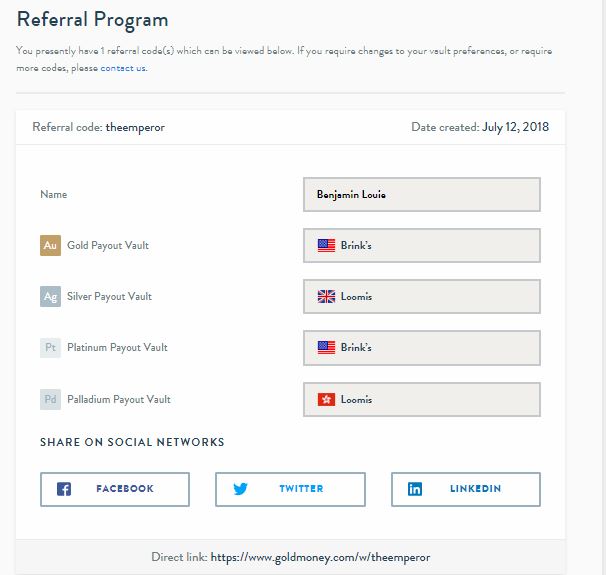 Referral Program
You presently have 1 referral code(s) which can be viewed below. If you require changes to your vault preferences, or require
more codes, please contact us.
Referral code: theemperor Date created: July 12, 2018
Name Benjamin Louie
Au Gold Payout Vault Brink's
Ag Silver Payout Vault Loomis
Pt Platinum Payout Vault Brink's
Pd Palladium Payout Vault Loomis
SHARE ON SOCIAL NETWORKS
FACEBOOK TWITTER LINKEDIN
Direct link: https://www.goldmoney.com/w/theemperor